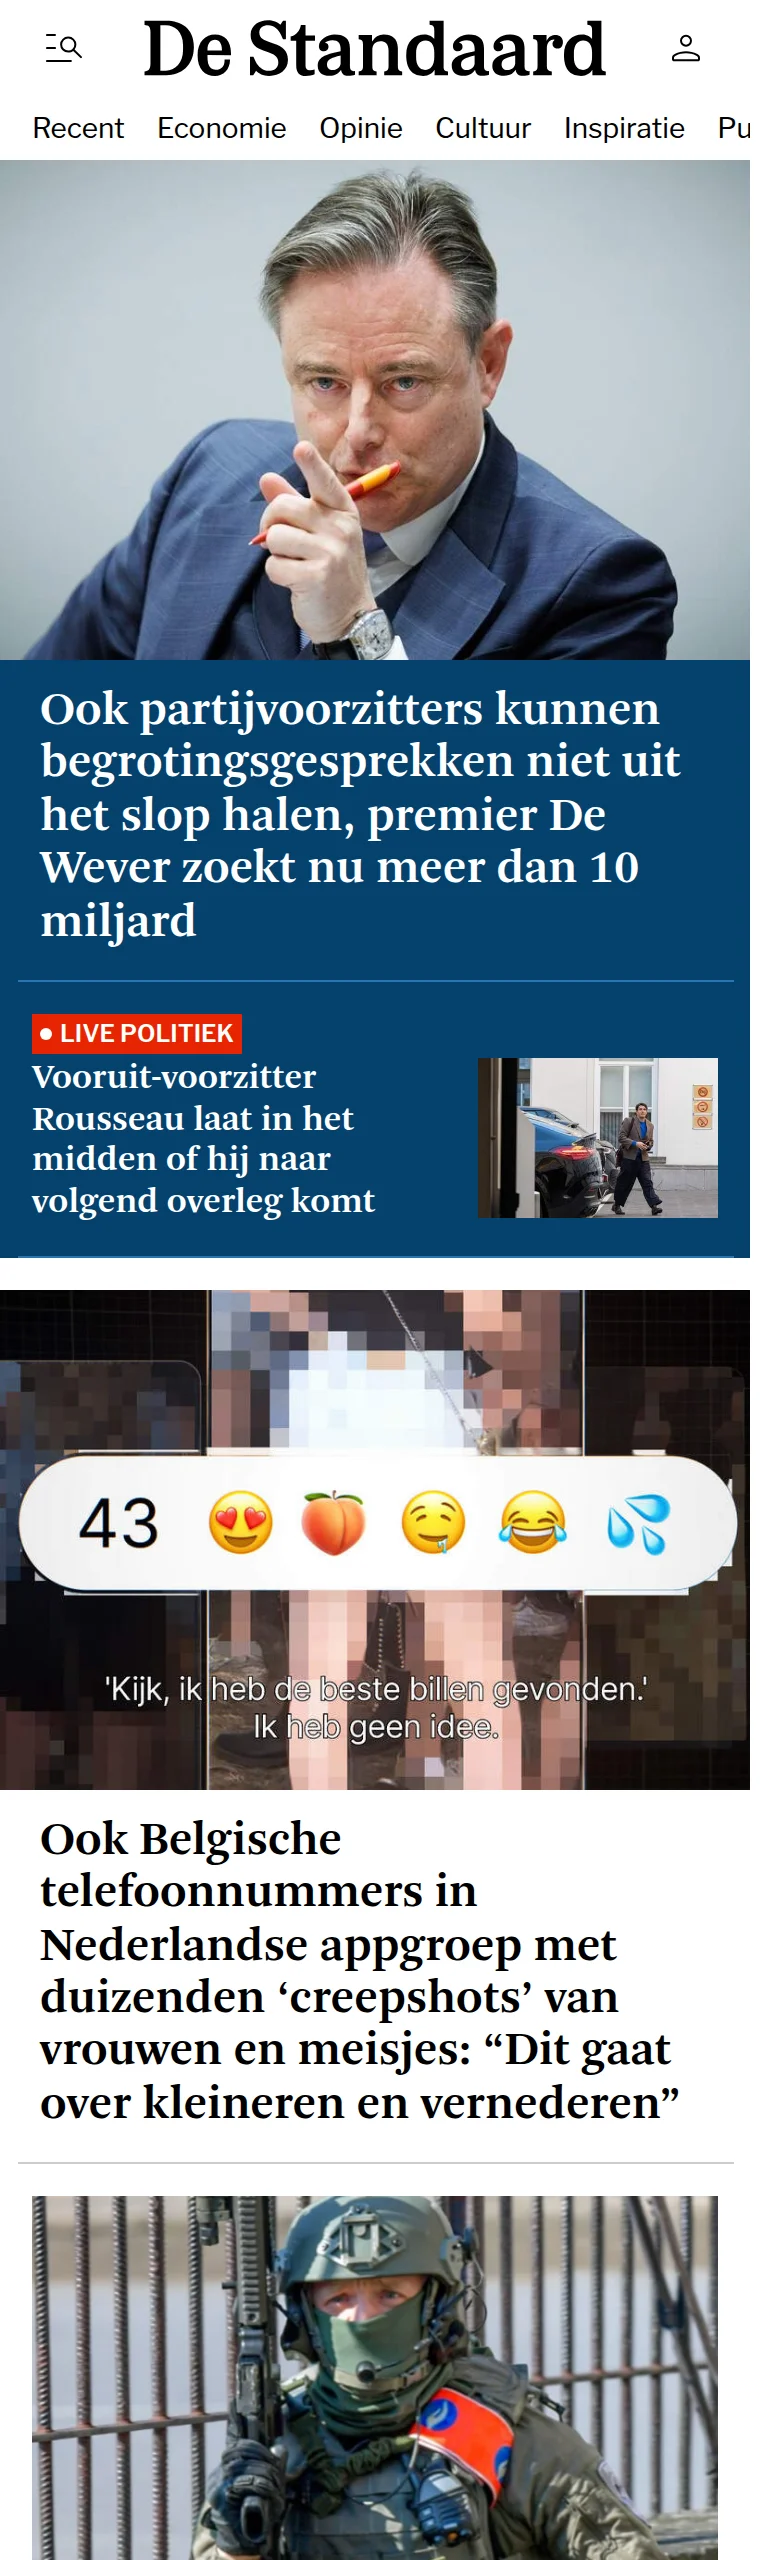 De Standaard
Recent Economie Opinie Cultuur Inspiratie Pu
Ook partijvoorzitters kunnen
begrotingsgesprekken niet uit
het slop halen, premier De
Wever zoekt nu meer dan 10
miljard
LIVE POLITIEK
Vooruit-voorzitter
Rousseau laat in het
midden of hij naar
volgend overleg komt
43 😍 🍑 🤤 😂 💦
'Kijk, ik heb de beste billen gevonden.'
Ik heb geen idee.
Ook Belgische
telefoonnummers in
Nederlandse appgroep met
duizenden ‘creepshots’ van
vrouwen en meisjes: “Dit gaat
over kleineren en vernederen”